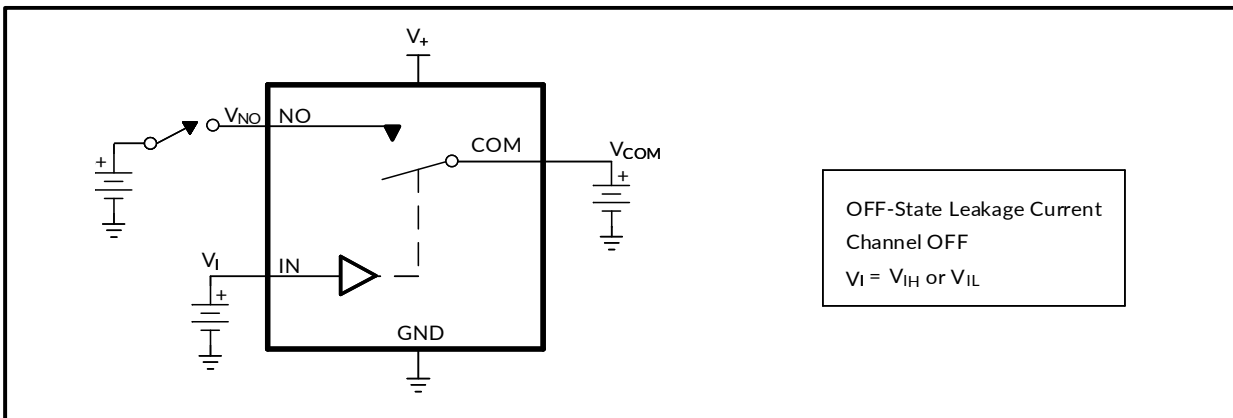 V+
VNO NO
COM
VCOM
VI
IN
GND
+
+
+
OFF-State Leakage Current
Channel OFF
VI = VIH or VIL